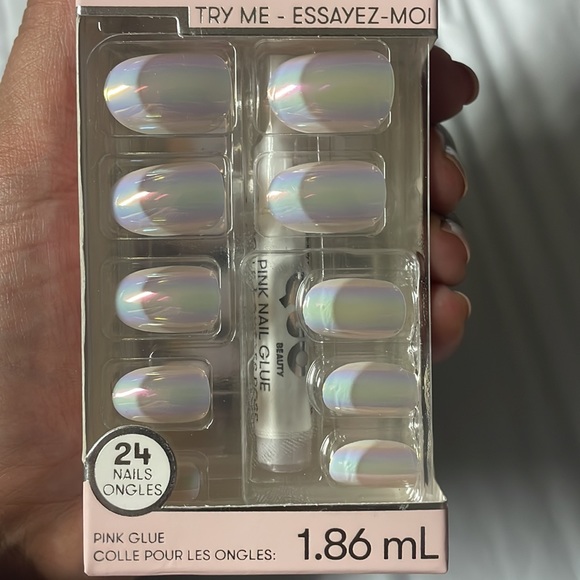 TRY ME - ESSAYEZ-MOI
PINK NAIL GLUE
BEAUTY
24
NAILS
ONGLES
PINK GLUE
COLLE POUR LES ONGLES:
1.86 mL